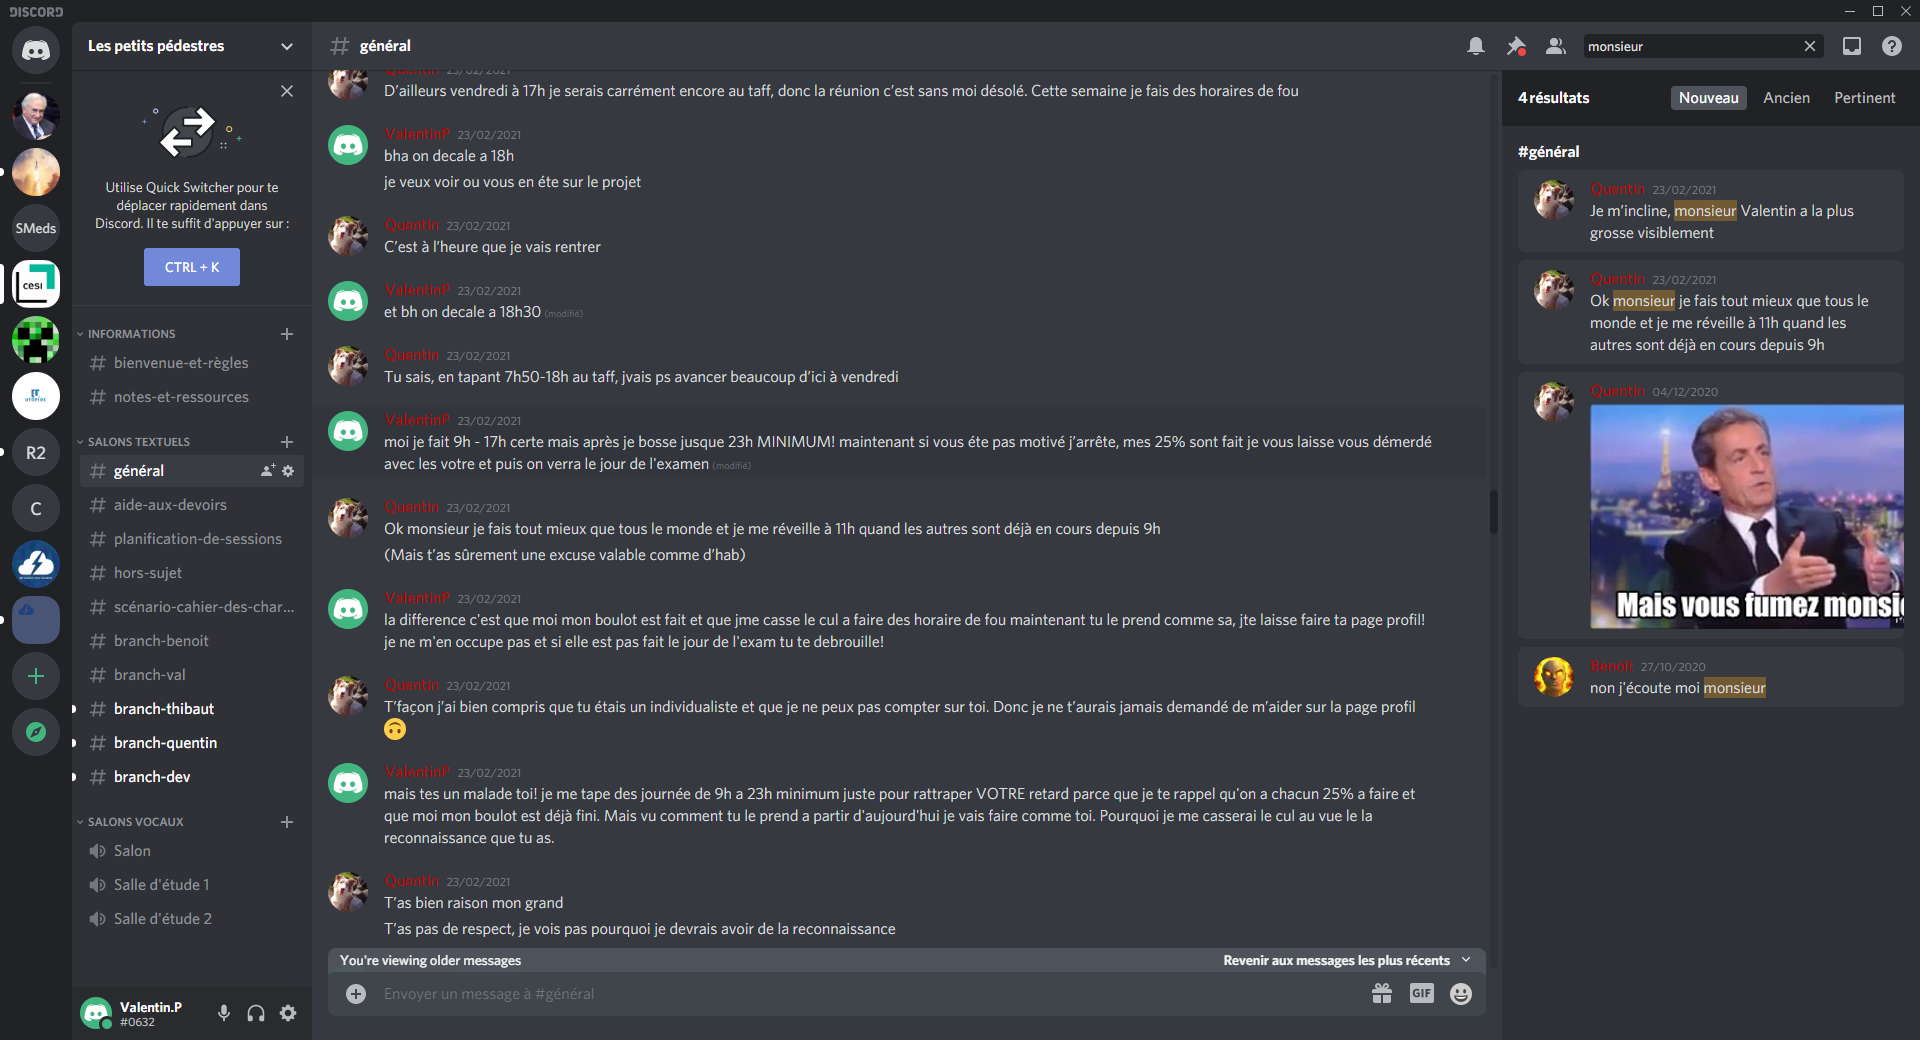 DISCORD
Les petits pédestres
Utilise Quick Switcher pour te
déplacer rapidement dans
Discord. Il te suffit d'appuyer sur :
CTRL + K
INFORMATIONS
bienvenue-et-règles
notes-et-ressources
SALONS TEXTUELS
général
aide-aux-devoirs
planification-de-sessions
hors-sujet
scénario-cahier-des-char...
branch-benoit
branch-val
branch-thibaut
branch-quentin
branch-dev
SALONS VOCAUX
Salon
Salle d'étude 1
Salle d'étude 2
Valentin.P
#0632
SMeds
cesi
R2
C
général
Quentin 23/02/2021
D'ailleurs vendredi à 17h je serais carrément encore au taff, donc la réunion c'est sans moi désolé. Cette semaine je fais des horaires de fou
ValentinP 23/02/2021
bha on decale a 18h
je veux voir ou vous en éte sur le projet
Quentin 23/02/2021
C'est à l'heure que je vais rentrer
ValentinP 23/02/2021
et bh on decale a 18h30 (modifié)
Quentin 23/02/2021
Tu sais, en tapant 7h50-18h au taff, jvais ps avancer beaucoup d'ici à vendredi
ValentinP 23/02/2021
moi je fait 9h - 17h certe mais après je bosse jusque 23h MINIMUM! maintenant si vous éte pas motivé j'arrête, mes 25% sont fait je vous laisse vous démerdé
avec les votre et puis on verra le jour de l'examen (modifié)
Quentin 23/02/2021
Ok monsieur je fais tout mieux que tous le monde et je me réveille à 11h quand les autres sont déjà en cours depuis 9h
(Mais t'as sûrement une excuse valable comme d'hab)
ValentinP 23/02/2021
la difference c'est que moi mon boulot est fait et que jme casse le cul a faire des horaire de fou maintenant tu le prend comme sa, jte laisse faire ta page profil!
je ne m'en occupe pas et si elle est pas fait le jour de l'exam tu te debrouille!
Quentin 23/02/2021
T'façon j'ai bien compris que tu étais un individualiste et que je ne peux pas compter sur toi. Donc je ne t'aurais jamais demandé de m'aider sur la page profil
ValentinP 23/02/2021
mais tes un malade toi! je me tape des journée de 9h a 23h minimum juste pour rattraper VOTRE retard parce que je te rappel qu'on a chacun 25% a faire et
que moi mon boulot est déjà fini. Mais vu comment tu le prend a partir d'aujourd'hui je vais faire comme toi. Pourquoi je me casserai le cul au vue le la
reconnaissance que tu as.
Quentin 23/02/2021
T'as bien raison mon grand
T'as pas de respect, je vois pas pourquoi je devrais avoir de la reconnaissance
You're viewing older messages
Revenir aux messages les plus récents
Envoyer un message à #général
GIF
monsieur
4 résultats
Nouveau
Ancien
Pertinent
#général
Quentin 23/02/2021
Je m'incline, monsieur Valentin a la plus
grosse visiblement
Quentin 23/02/2021
Ok monsieur je fais tout mieux que tous le
monde et je me réveille à 11h quand les
autres sont déjà en cours depuis 9h
Quentin 04/12/2020
Mais vous fumez monsi
Benoit 27/10/2020
non j'écoute moi monsieur